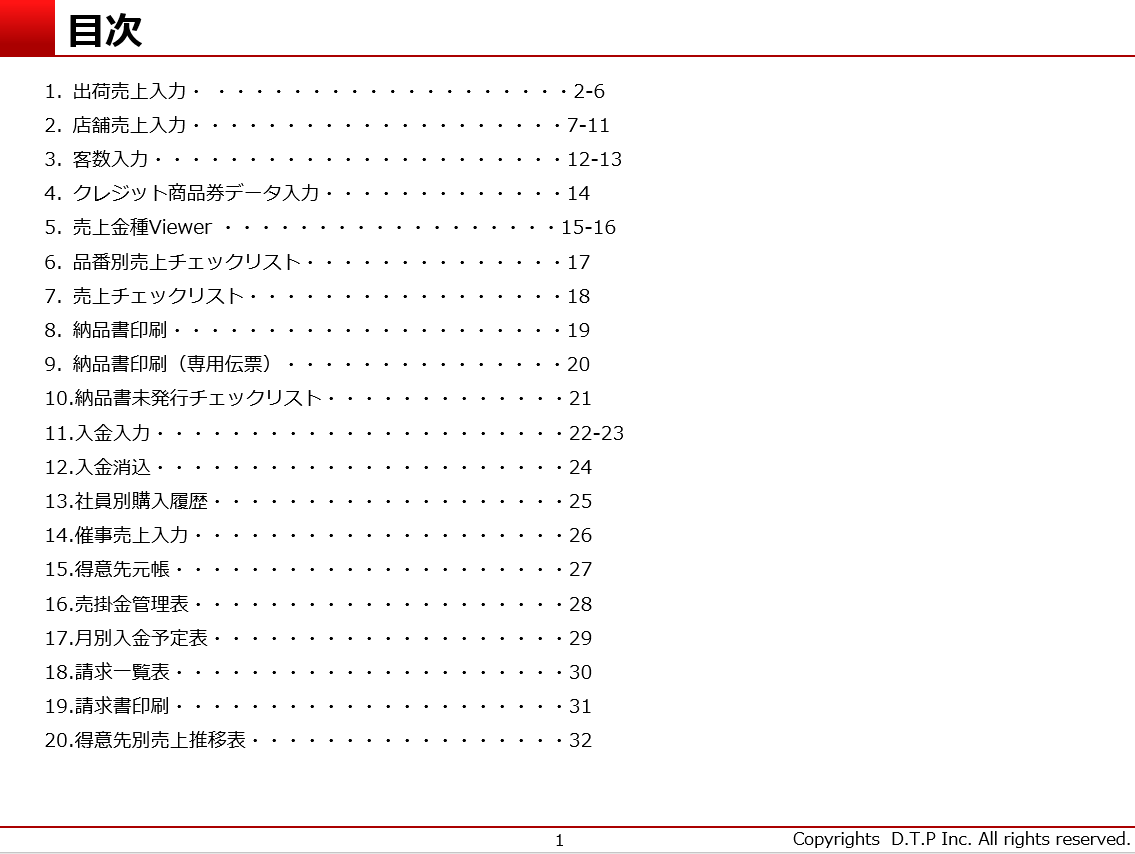 目次
1. 出荷売上入力・ ・・・・・・・・・・・・・・・・・・・2-6
2. 店舗売上入力・・・・・・・・・・・・・・・・・・・・7-11
3. 客数入力・・・・・・・・・・・・・・・・・・・・・・12-13
4. クレジット商品券データ入力・・・・・・・・・・・・・14
5. 売上金種Viewer ・・・・・・・・・・・・・・・・・・15-16
6. 品番別売上チェックリスト・・・・・・・・・・・・・・17
7. 売上チェックリスト・・・・・・・・・・・・・・・・・18
8. 納品書印刷・・・・・・・・・・・・・・・・・・・・・19
9. 納品書印刷（専用伝票）・・・・・・・・・・・・・・・20
10.納品書未発行チェックリスト・・・・・・・・・・・・・21
11.入金入力・・・・・・・・・・・・・・・・・・・・・・22-23
12.入金消込・・・・・・・・・・・・・・・・・・・・・・24
13.社員別購入履歴・・・・・・・・・・・・・・・・・・・25
14.催事売上入力・・・・・・・・・・・・・・・・・・・・26
15.得意先元帳・・・・・・・・・・・・・・・・・・・・・27
16.売掛金管理表・・・・・・・・・・・・・・・・・・・・28
17.月別入金予定表・・・・・・・・・・・・・・・・・・・29
18.請求一覧表・・・・・・・・・・・・・・・・・・・・・30
19.請求書印刷・・・・・・・・・・・・・・・・・・・・・31
20.得意先別売上推移表・・・・・・・・・・・・・・・・・32
1
Copyrights D.T.P Inc. All rights reserved.